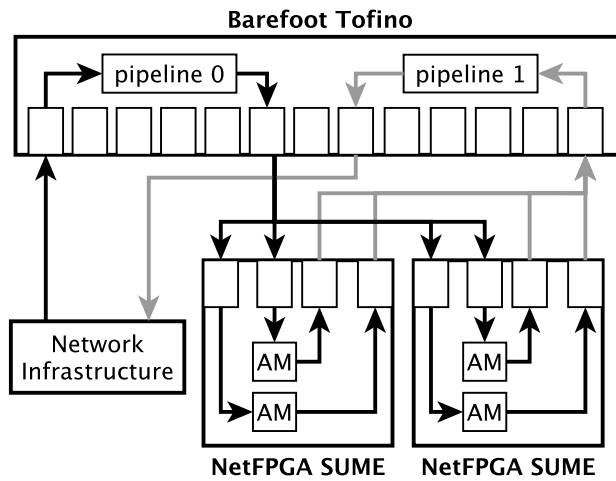 Barefoot Tofino
pipeline 0
pipeline 1
Network
Infrastructure
AM
AM
AM
AM
NetFPGA SUME
NetFPGA SUME